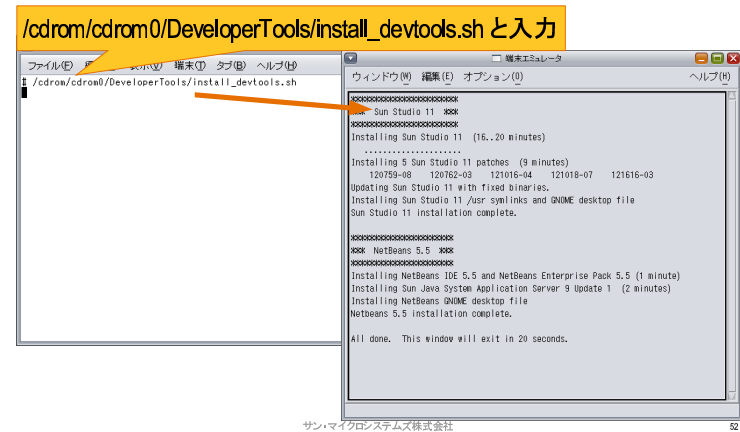 /cdrom/cdrom0/DeveloperTools/install_devtools.sh と入力
ファイル(F) 表示(V) 端末(T) タブ(B) ヘルプ(H)
# /cdrom/cdrom0/DeveloperTools/install_devtools.sh
端末エミュレータ
ウィンドウ(W) 編集(E) オプション(O) ヘルプ(H)
************************
*** Sun Studio 11 ***
************************
Installing Sun Studio 11 (16..20 minutes)
.....................
Installing 5 Sun Studio 11 patches (9 minutes)
120759-08 120762-03 121016-04 121018-07 121616-03
Updating Sun Studio 11 with fixed binaries.
Installing Sun Studio 11 /usr symlinks and GNOME desktop file
Sun Studio 11 installation complete.
***********************
*** NetBeans 5.5 ***
***********************
Installing NetBeans IDE 5.5 and NetBeans Enterprise Pack 5.5 (1 minute)
Installing Sun Java System Application Server 9 Update 1 (2 minutes)
Installing NetBeans GNOME desktop file
Netbeans 5.5 installation complete.
All done. This window will exit in 20 seconds.
サン・マイクロシステムズ株式会社
52